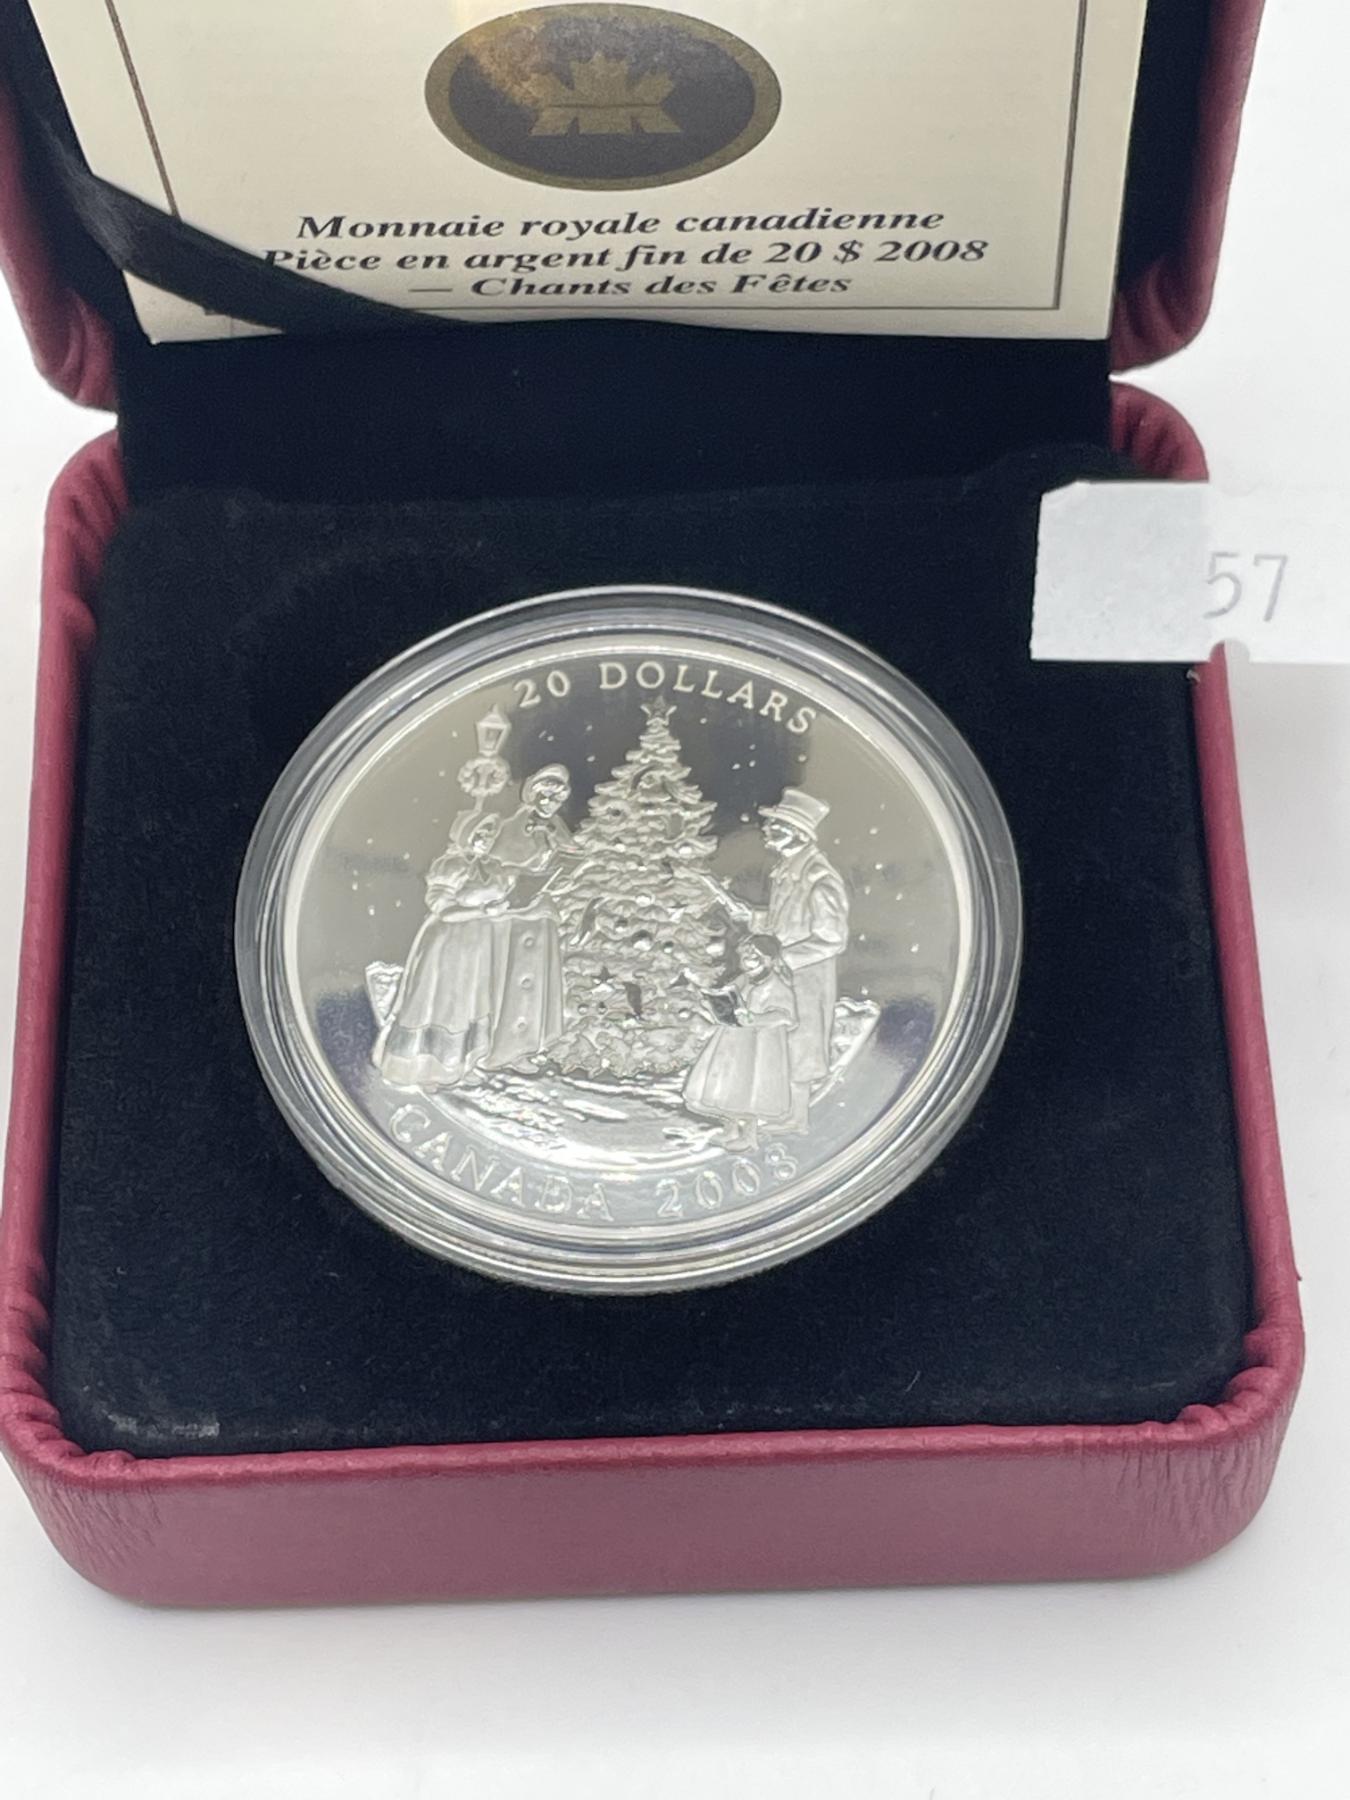 Monnaie royale canadienne
Pièce en argent fin de 20 $ 2008
— Chants des Fêtes
57
20 DOLLARS
CANADA 2008